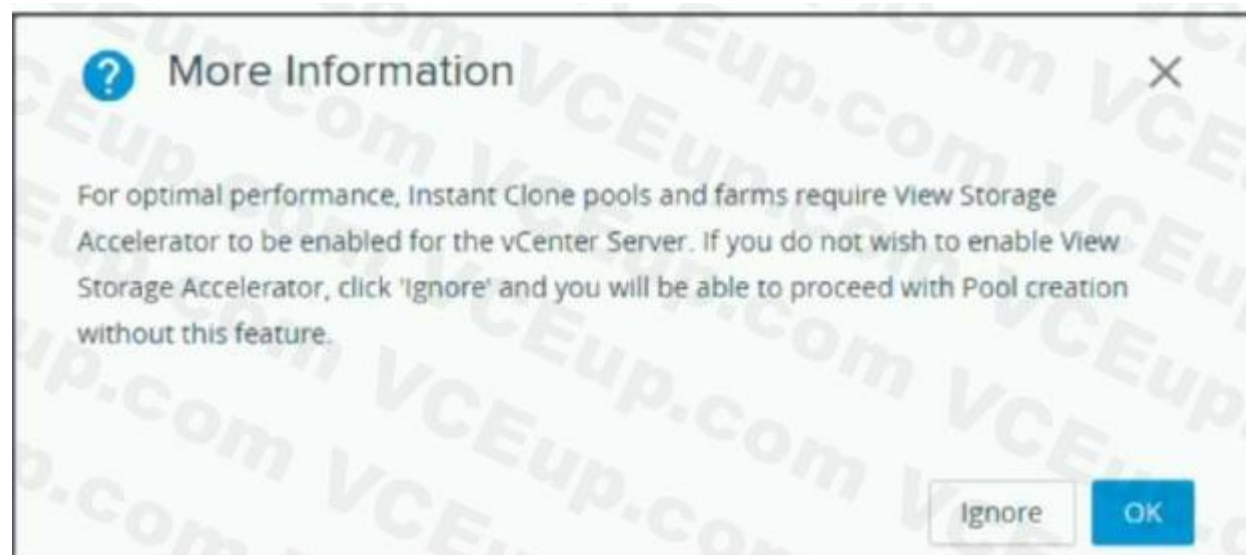 More Information
For optimal performance, Instant Clone pools and farms require View Storage
Accelerator to be enabled for the vCenter Server. If you do not wish to enable View
Storage Accelerator, click 'Ignore' and you will be able to proceed with Pool creation
without this feature.
Ignore
OK
VCEup.com